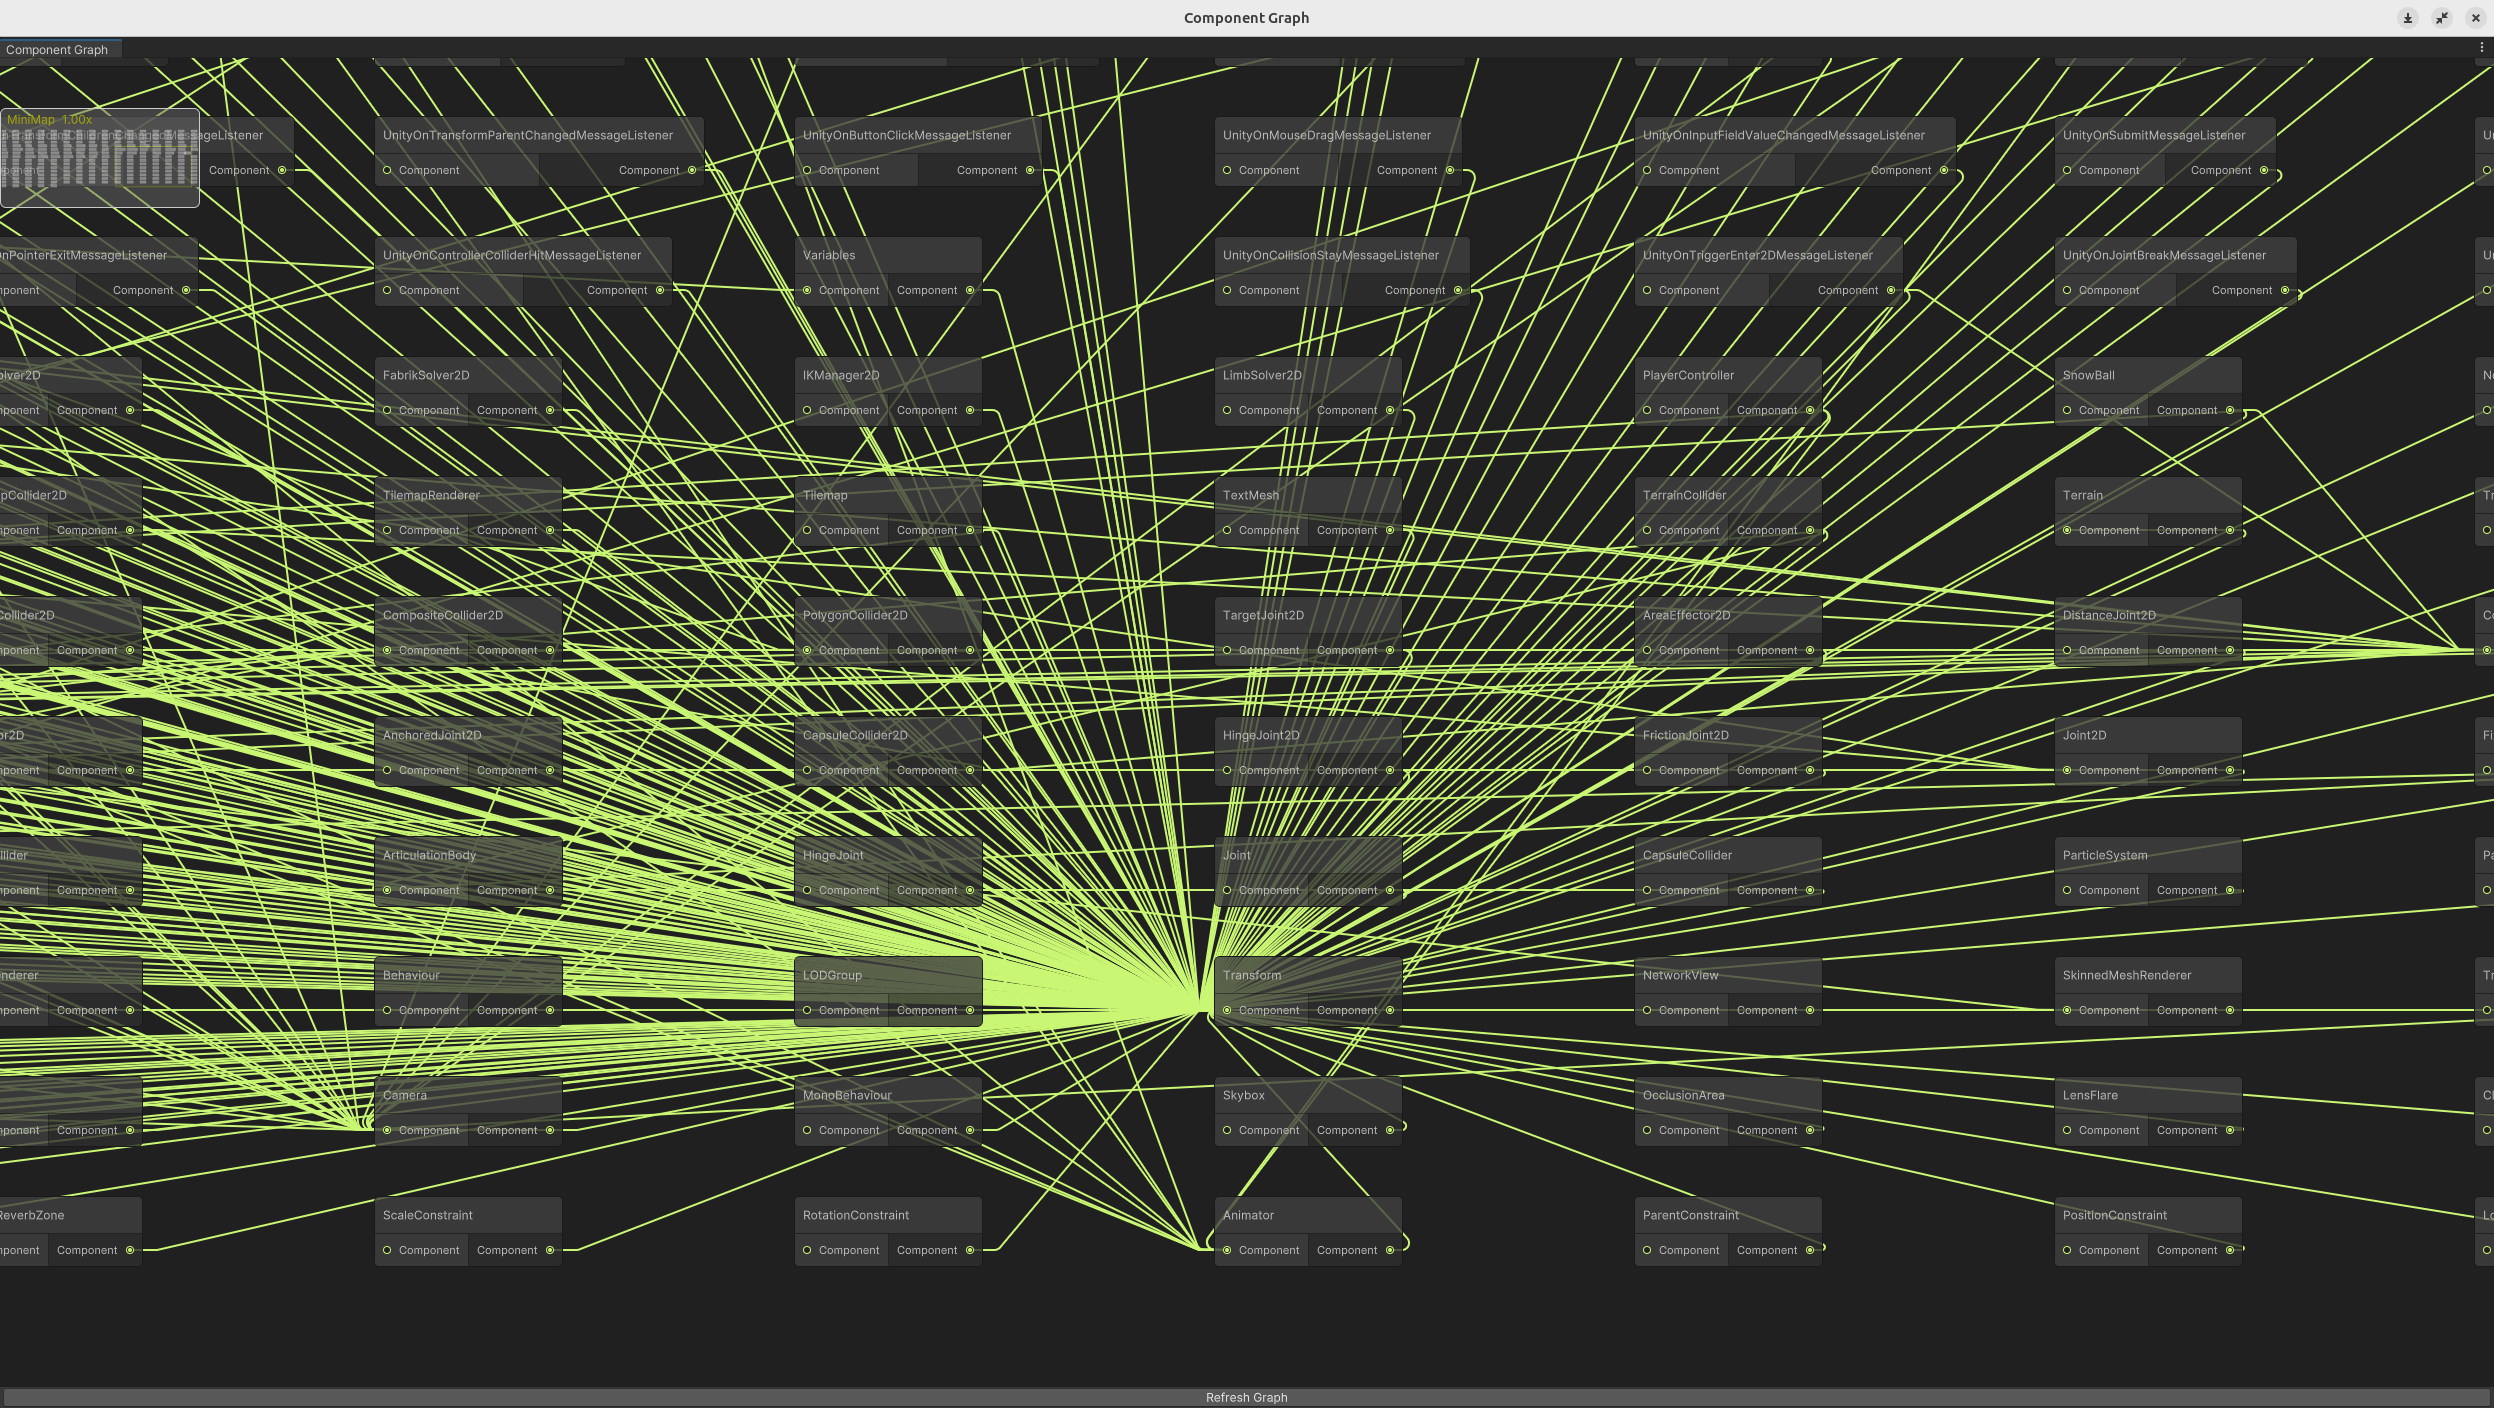 Component Graph
Component Graph
MiniMap 1.00x
ageListener
Component
UnityOnTransformParentChangedMessageListener
Component Component
UnityOnButtonClickMessageListener
Component Component
UnityOnMouseDragMessageListener
Component Component
UnityOnInputFieldValueChangedMessageListener
Component Component
UnityOnSubmitMessageListener
Component Component
nPointerExitMessageListener
ponent Component
UnityOnControllerColliderHitMessageListener
Component Component
Variables
Component Component
UnityOnCollisionStayMessageListener
Component Component
UnityOnTriggerEnter2DMessageListener
Component Component
UnityOnJointBreakMessageListener
Component Component
olver2D
ponent Component
FabrikSolver2D
Component Component
IKManager2D
Component Component
LimbSolver2D
Component Component
PlayerController
Component Component
SnowBall
Component Component
pCollider2D
ponent Component
TilemapRenderer
Component Component
Tilemap
Component Component
TextMesh
Component Component
TerrainCollider
Component Component
Terrain
Component Component
Collider2D
ponent Component
CompositeCollider2D
Component Component
PolygonCollider2D
Component Component
TargetJoint2D
Component Component
AreaEffector2D
Component Component
DistanceJoint2D
Component Component
or2D
ponent Component
AnchoredJoint2D
Component Component
CapsuleCollider2D
Component Component
HingeJoint2D
Component Component
FrictionJoint2D
Component Component
Joint2D
Component Component
llider
ponent Component
ArticulationBody
Component Component
HingeJoint
Component Component
Joint
Component Component
CapsuleCollider
Component Component
ParticleSystem
Component Component
nderer
ponent Component
Behaviour
Component Component
LODGroup
Component Component
Transform
Component Component
NetworkView
Component Component
SkinnedMeshRenderer
Component Component
ponent Component
Camera
Component Component
MonoBehaviour
Component Component
Skybox
Component Component
OcclusionArea
Component Component
LensFlare
Component Component
ReverbZone
ponent Component
ScaleConstraint
Component Component
RotationConstraint
Component Component
Animator
Component Component
ParentConstraint
Component Component
PositionConstraint
Component Component
Refresh Graph